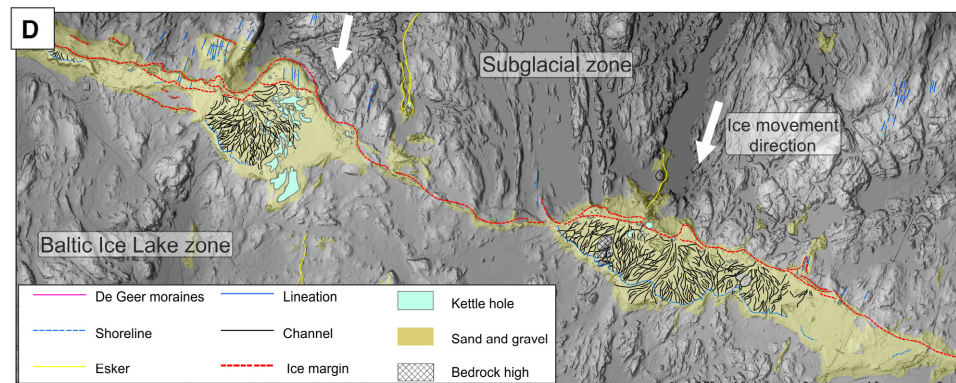 D
Subglacial zone
Ice movement
direction
Baltic Ice Lake zone
De Geer moraines
Lineation
Kettle hole
Shoreline
Channel
Sand and gravel
Esker
Ice margin
Bedrock high